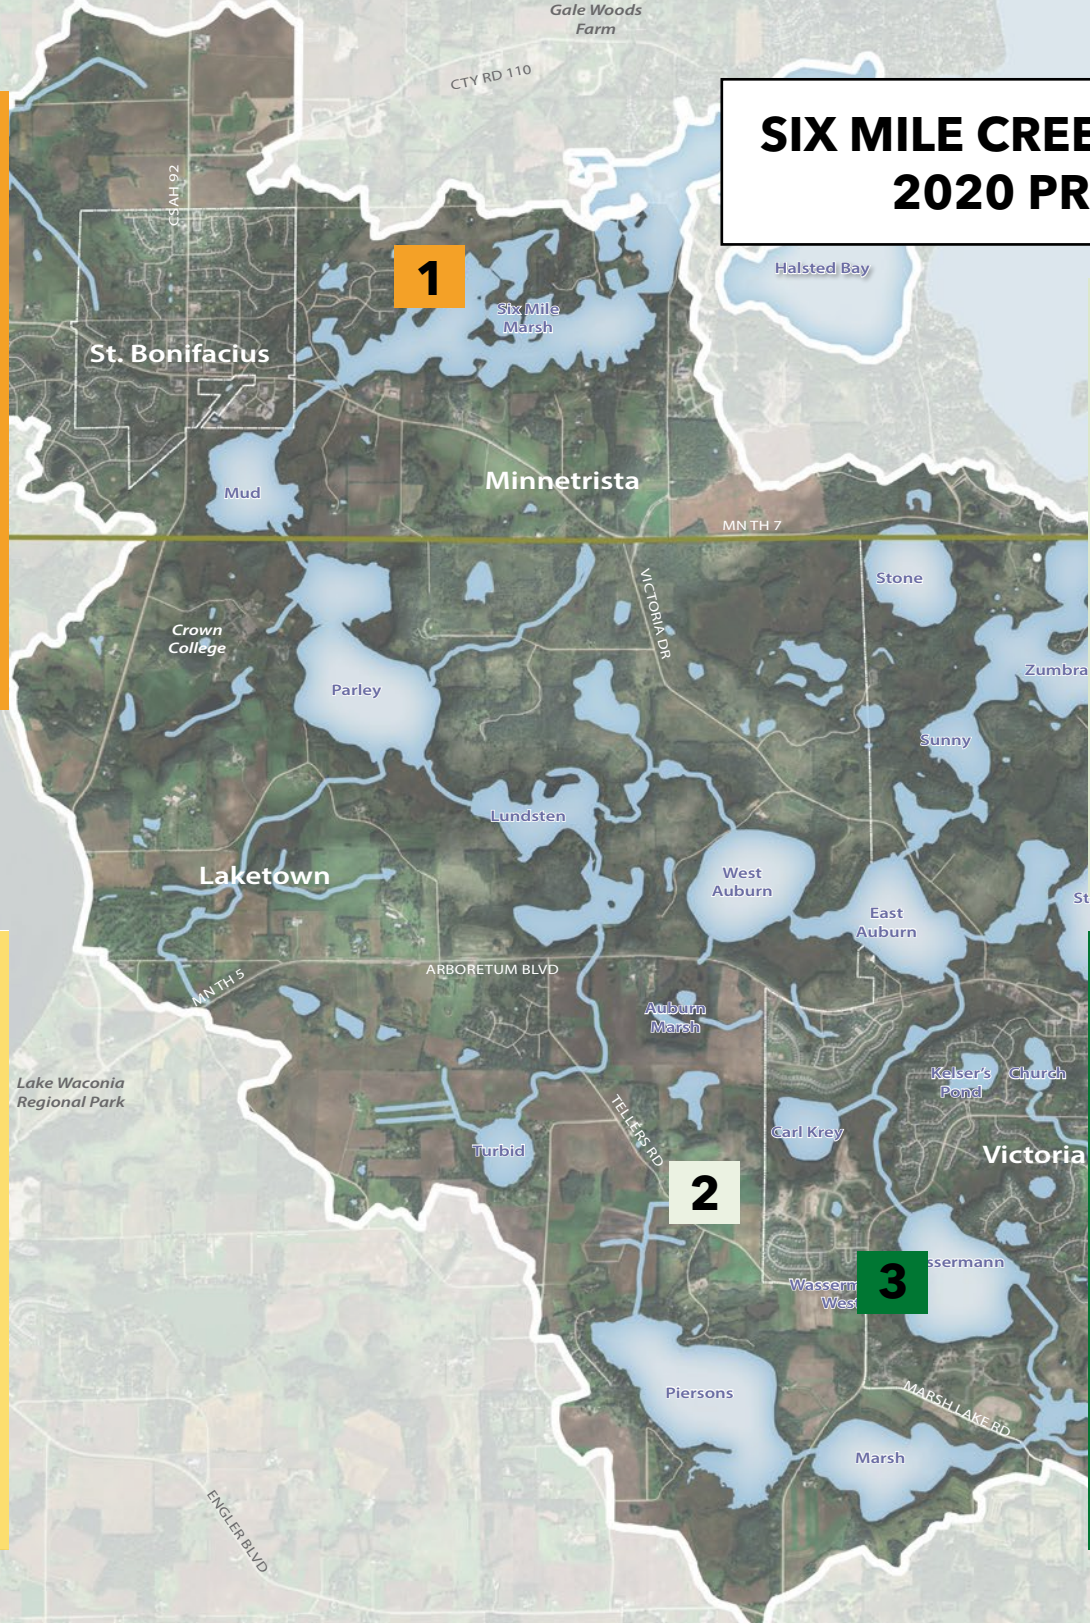 Gale Woods
Farm
CTY RD 110
SIX MILE CREE
2020 PR
CSAH 92
1
Halsted Bay
Six Mile
Marsh
St. Bonifacius
Minnetrista
Mud
MN TH 7
Stone
VICTORIA DR
Crown
College
Zumbra
Parley
Sunny
Lundsten
West
Auburn
Laketown
St
East
Auburn
ARBORETUM BLVD
MN TH 5
Auburn
Marsh
Lake Waconia
Regional Park
Kelser's
Pond
Church
TELLERS RD
Carl Krey
Turbid
Victoria
2
ssermann
3
Wasserm
West
Piersons
MARSH LAKE RD
Marsh
ENGLER BLVD